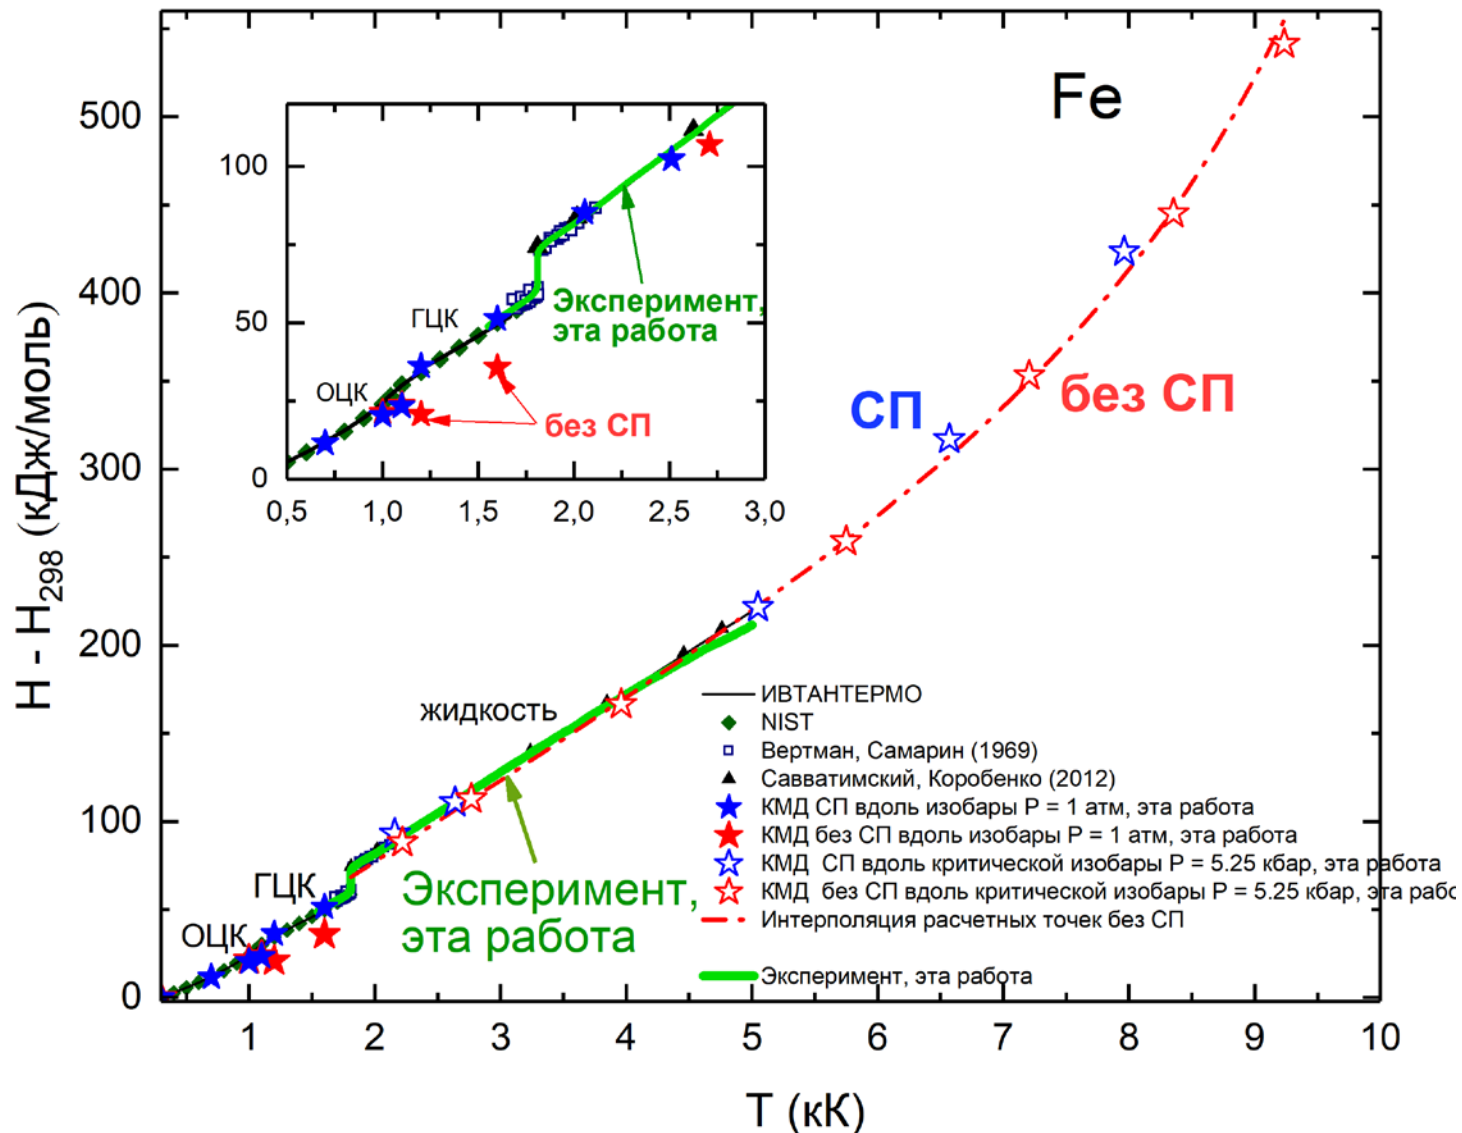 Fe
H - H298 (кДж/моль)
500
400
300
200
100
0
100
50
0
0,5 1,0 1,5 2,0 2,5 3,0
ГЦК
ОЦК
Эксперимент,
эта работа
без СП
СП
без СП
жидкость
ГЦК
ОЦК
Эксперимент,
эта работа
ИВТАНТЕРМО
NIST
Вертман, Самарин (1969)
Савватимский, Коробенко (2012)
КМД СП вдоль изобары P = 1 атм, эта работа
КМД без СП вдоль изобары P = 1 атм, эта работа
КМД СП вдоль критической изобары P = 5.25 кбар, эта работа
КМД без СП вдоль критической изобары P = 5.25 кбар, эта рабо
Интерполяция расчетных точек без СП
Эксперимент, эта работа
1 2 3 4 5 6 7 8 9 10
T (кК)